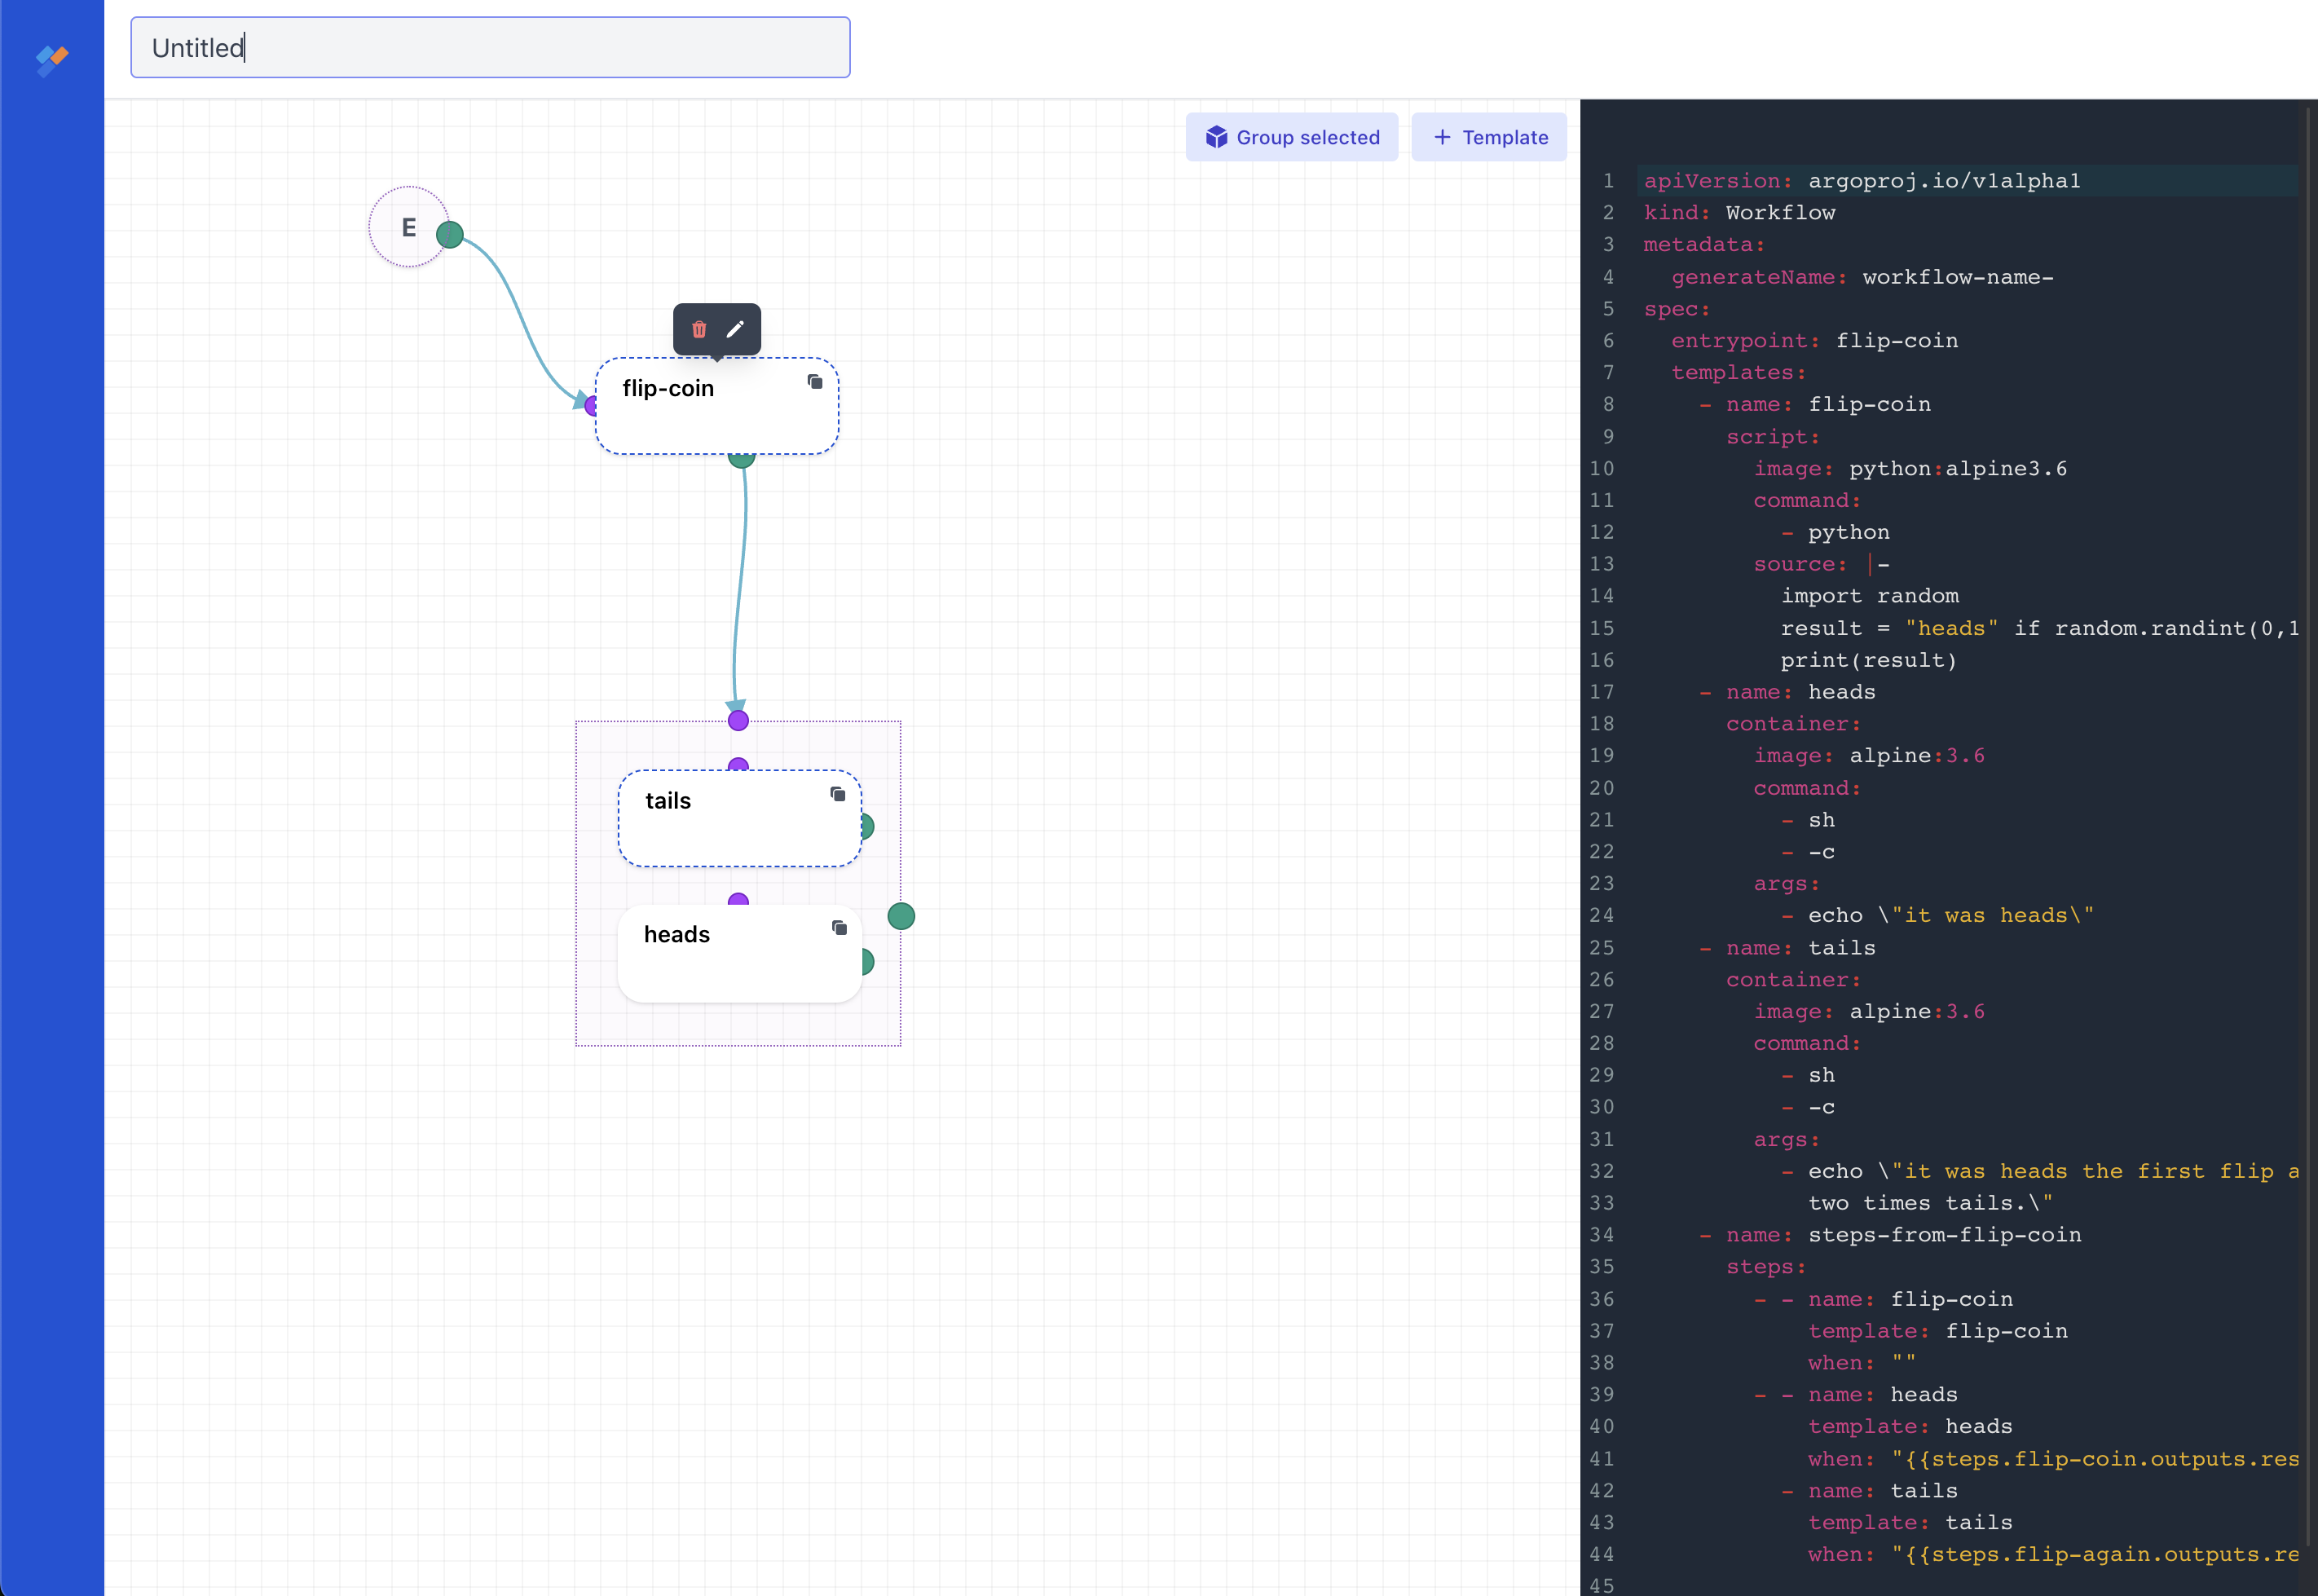 Untitled
Group selected
+ Template
E
flip-coin
tails
heads
1 apiVersion: argoproj.io/v1alpha1
2 kind: Workflow
3 metadata:
4   generateName: workflow-name-
5 spec:
6   entrypoint: flip-coin
7   templates:
8     - name: flip-coin
9       script:
10         image: python:alpine3.6
11         command:
12           - python
13         source: |-
14           import random
15           result = "heads" if random.randint(0,1
16           print(result)
17     - name: heads
18       container:
19         image: alpine:3.6
20         command:
21           - sh
22           - -c
23         args:
24           - echo \"it was heads\"
25     - name: tails
26       container:
27         image: alpine:3.6
28         command:
29           - sh
30           - -c
31         args:
32           - echo \"it was heads the first flip a
33             two times tails.\"
34     - name: steps-from-flip-coin
35       steps:
36         - - name: flip-coin
37             template: flip-coin
38             when: ""
39         - - name: heads
40             template: heads
41             when: "{{steps.flip-coin.outputs.res
42           - name: tails
43             template: tails
44             when: "{{steps.flip-again.outputs.re
45